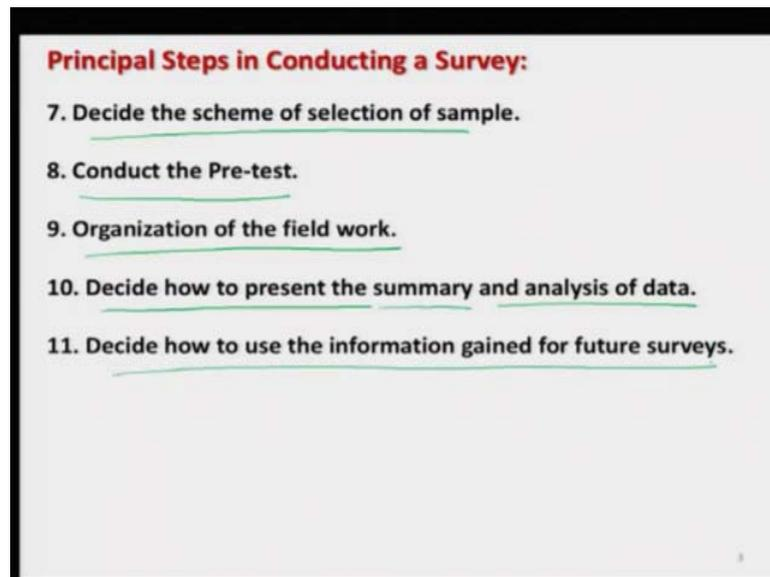 Principal Steps in Conducting a Survey:
7. Decide the scheme of selection of sample.
8. Conduct the Pre-test.
9. Organization of the field work.
10. Decide how to present the summary and analysis of data.
11. Decide how to use the information gained for future surveys.